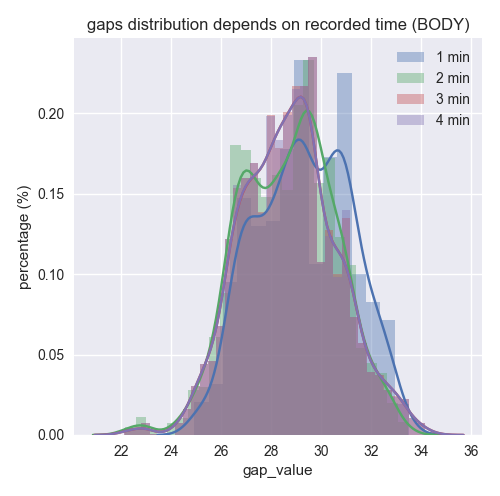 gaps distribution depends on recorded time (BODY)
1 min
2 min
3 min
4 min
percentage (%)
0.20
0.15
0.10
0.05
0.00
22 24 26 28 30 32 34 36
gap_value